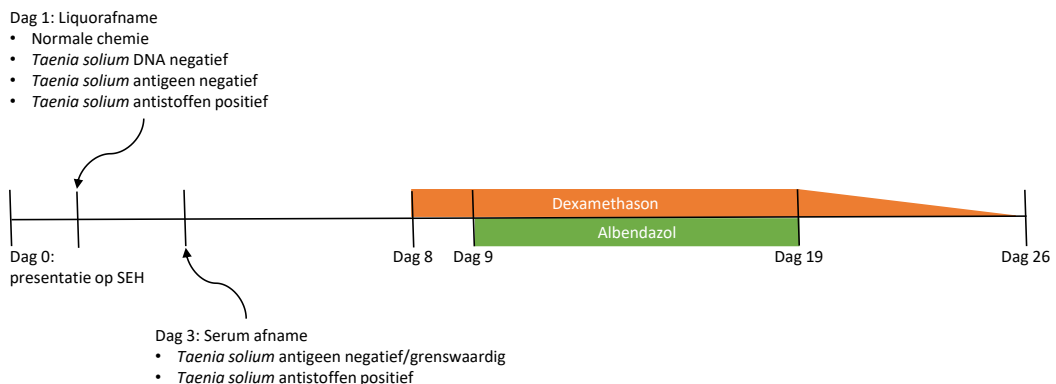 Dag 1: Liquorafname
• Normale chemie
• Taenia solium DNA negatief
• Taenia solium antigeen negatief
• Taenia solium antistoffen positief
Dexamethason
Albendazol
Dag 0:
presentatie op SEH
Dag 8
Dag 9
Dag 19
Dag 26
Dag 3: Serum afname
• Taenia solium antigeen negatief/grenswaardig
• Taenia solium antistoffen positief